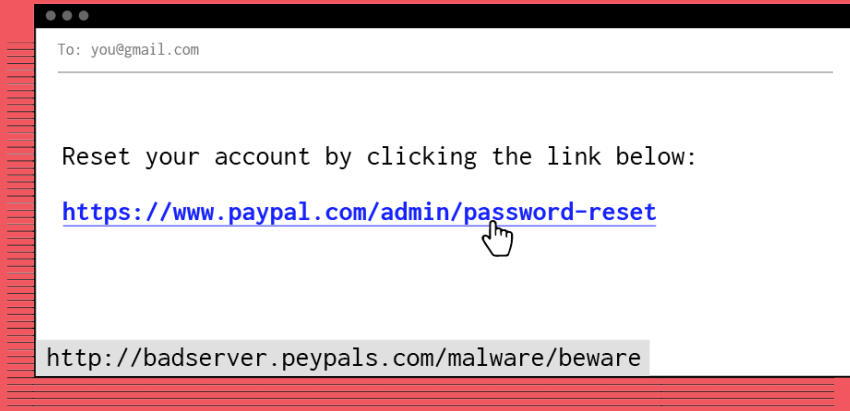 To: you@gmail.com
Reset your account by clicking the link below:
https://www.paypal.com/admin/password-reset
http://badserver.peypals.com/malware/beware